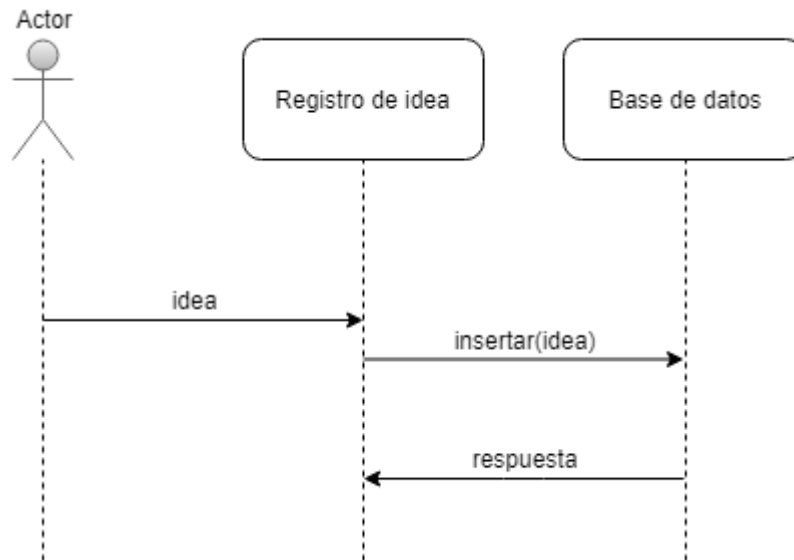 Actor
Registro de idea
Base de datos
idea
insertar(idea)
respuesta